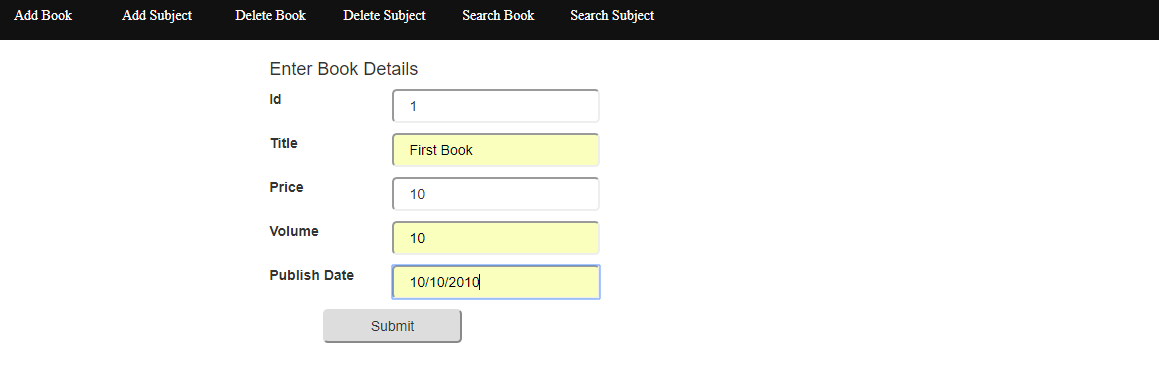 Add Book Add Subject Delete Book Delete Subject Search Book Search Subject
Enter Book Details
Id 1
Title First Book
Price 10
Volume 10
Publish Date 10/10/2010
Submit